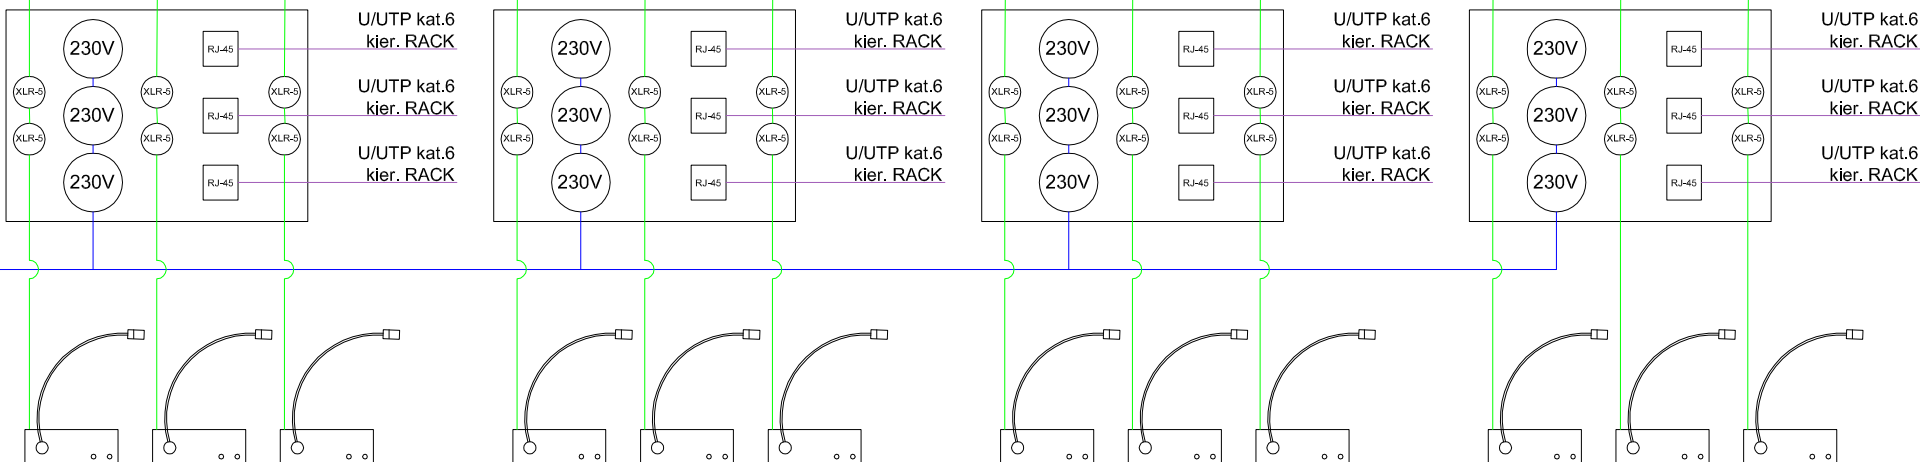 U/UTP kat.6 U/UTP kat.6 U/UTP kat.6 U/UTP kat.6
230V RJ-45 kier. RACK 230V RJ-45 kier. RACK 230V RJ-45 kier. RACK 230V RJ-45 kier. RACK
XLR-5 XLR-5 XLR-5 U/UTP kat.6 XLR-5 XLR-5 XLR-5 U/UTP kat.6 XLR-5 XLR-5 XLR-5 U/UTP kat.6 XLR-5 XLR-5 XLR-5 U/UTP kat.6
230V RJ-45 kier. RACK 230V RJ-45 kier. RACK 230V RJ-45 kier. RACK 230V RJ-45 kier. RACK
XLR-5 XLR-5 XLR-5 U/UTP kat.6 XLR-5 XLR-5 XLR-5 U/UTP kat.6 XLR-5 XLR-5 XLR-5 U/UTP kat.6 XLR-5 XLR-5 XLR-5 U/UTP kat.6
230V RJ-45 kier. RACK 230V RJ-45 kier. RACK 230V RJ-45 kier. RACK 230V RJ-45 kier. RACK